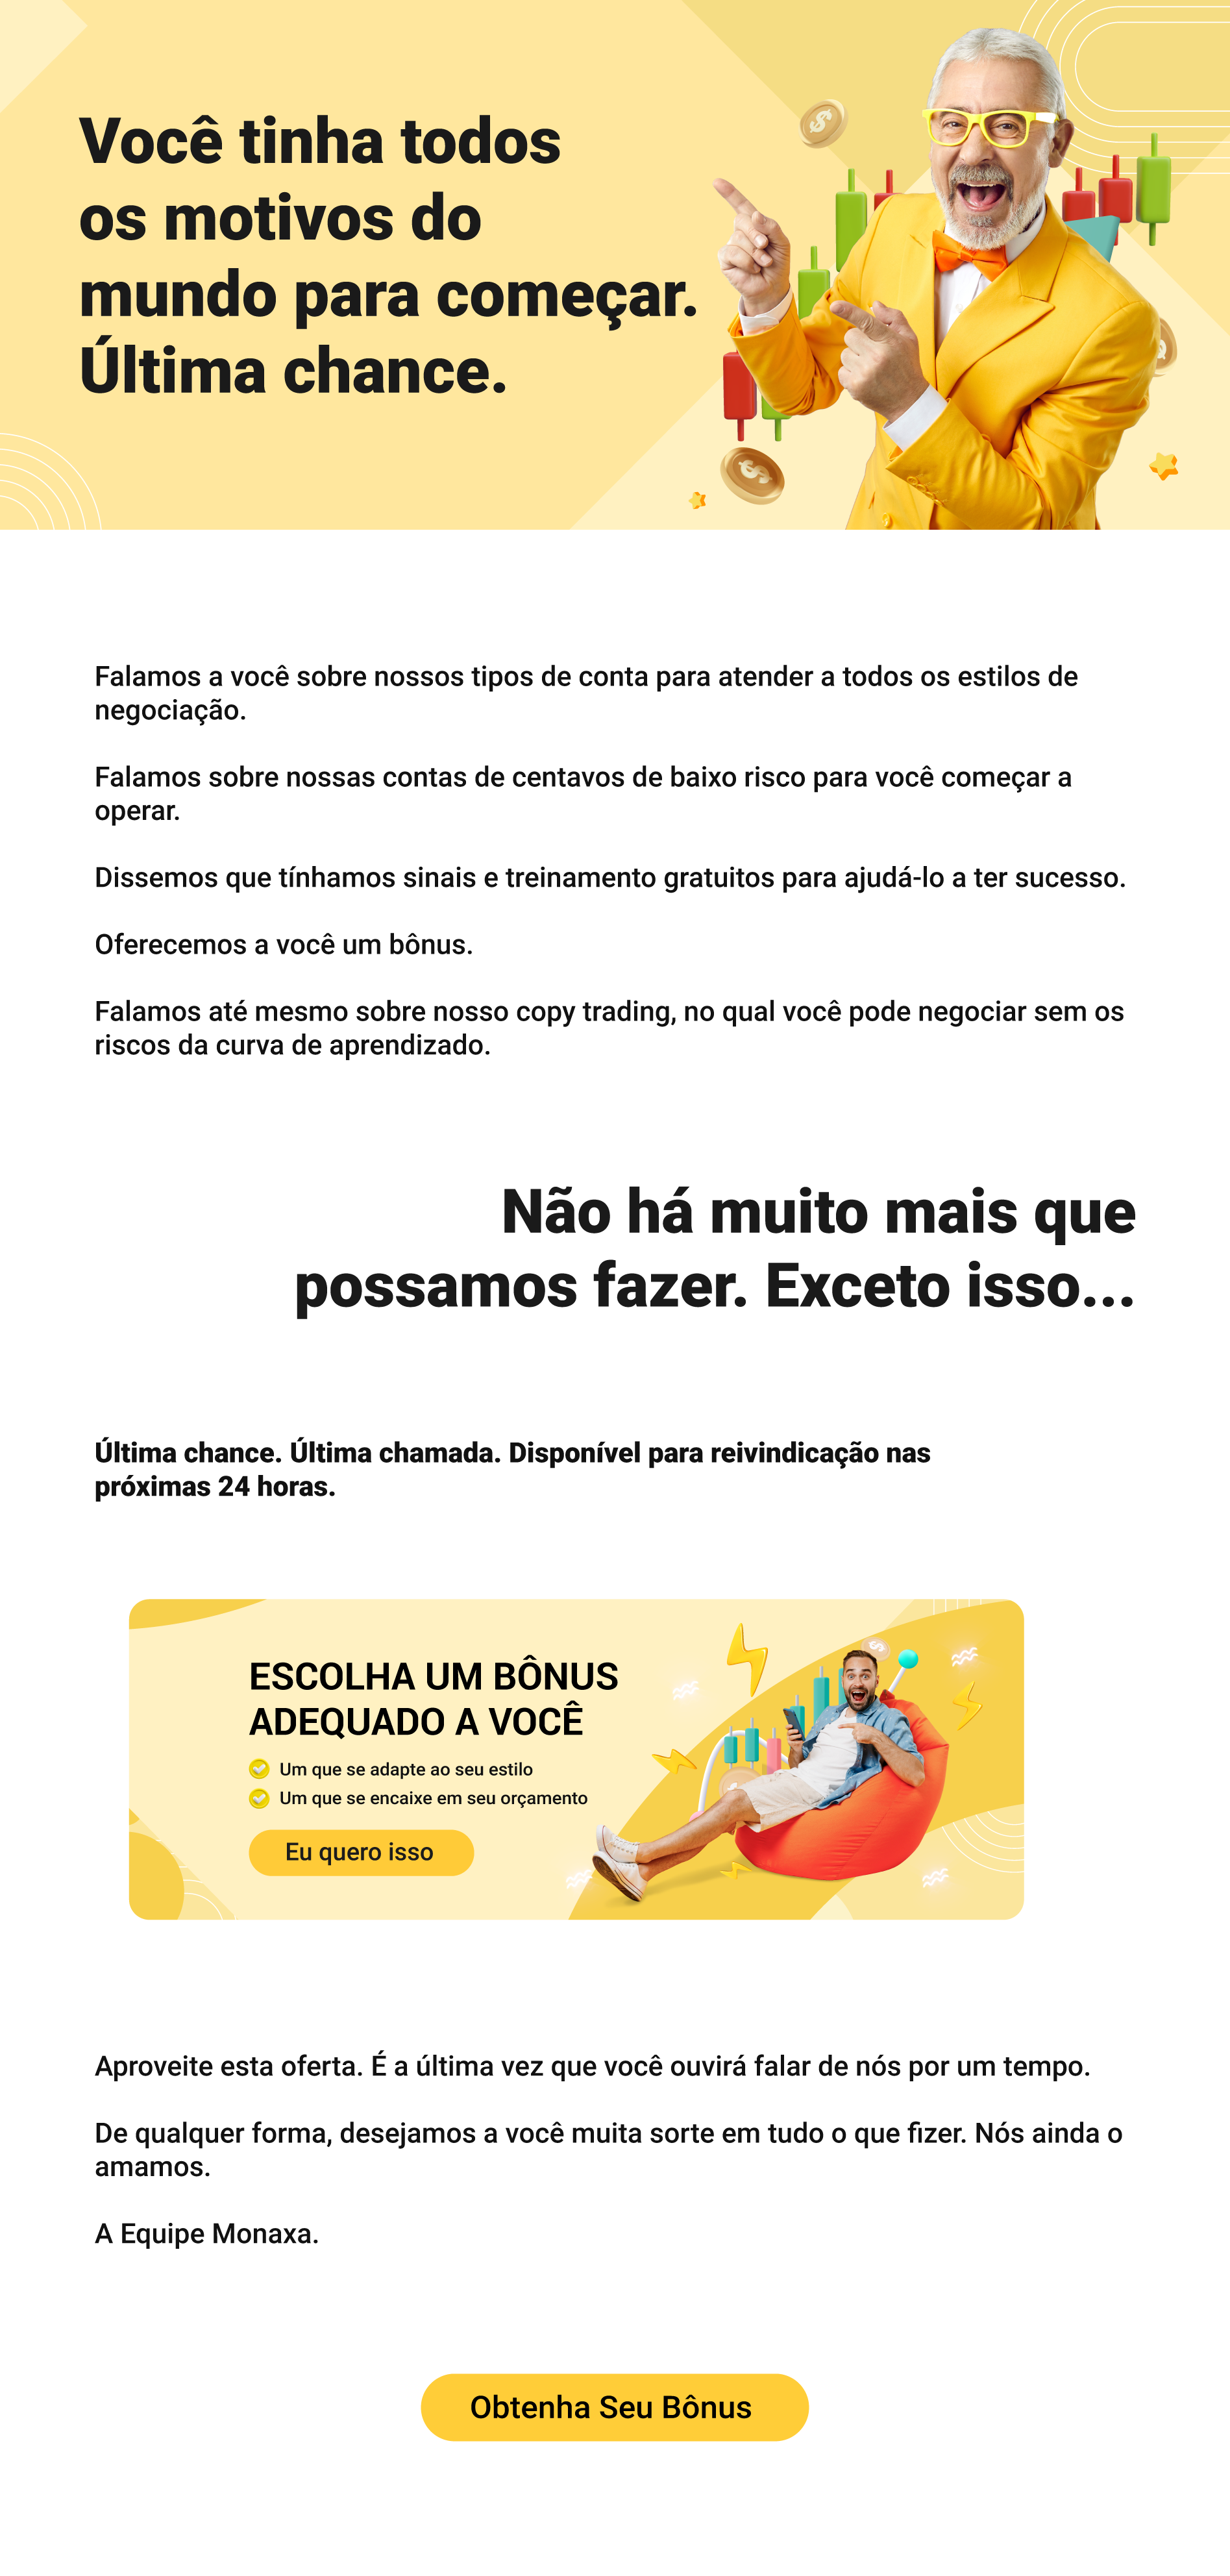 Você tinha todos
os motivos do
mundo para começar.
Última chance.
Falamos a você sobre nossos tipos de conta para atender a todos os estilos de
negociação.
Falamos sobre nossas contas de centavos de baixo risco para você começar a
operar.
Dissemos que tínhamos sinais e treinamento gratuitos para ajudá-lo a ter sucesso.
Oferecemos a você um bônus.
Falamos até mesmo sobre nosso copy trading, no qual você pode negociar sem os
riscos da curva de aprendizado.
Não há muito mais que
possamos fazer. Exceto isso...
Última chance. Última chamada. Disponível para reivindicação nas
próximas 24 horas.
ESCOLHA UM BÔNUS
ADEQUADO A VOCÊ
Um que se adapte ao seu estilo
Um que se encaixe em seu orçamento
Eu quero isso
Aproveite esta oferta. É a última vez que você ouvirá falar de nós por um tempo.
De qualquer forma, desejamos a você muita sorte em tudo o que fizer. Nós ainda o
amamos.
A Equipe Monaxa.
Obtenha Seu Bônus